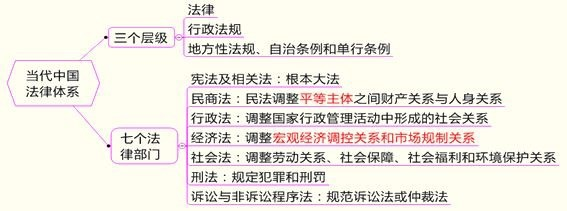 当代中国
法律体系
三个层级
法律
行政法规
地方性法规、自治条例和单行条例
七个法
律部门
宪法及相关法：根本大法
民商法：民法调整平等主体之间财产关系与人身关系
行政法：调整国家行政管理活动中形成的社会关系
经济法：调整宏观经济调控关系和市场规制关系
社会法：调整劳动关系、社会保障、社会福利和环境保护关系
刑法：规定犯罪和刑罚
诉讼与非诉讼程序法：规范诉讼法或仲裁法